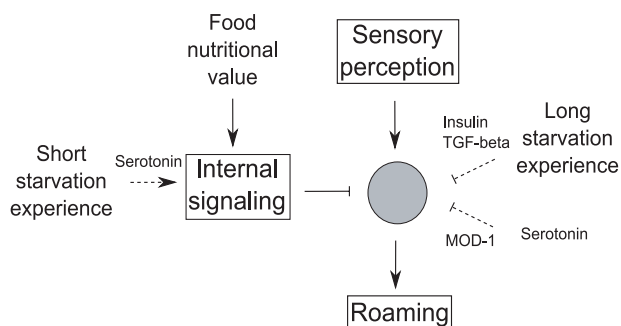 Food
nutritional
value
Sensory
perception
Insulin
TGF-beta
Long
starvation
experience
Short
starvation
experience
Serotonin
Internal
signaling
MOD-1
Serotonin
Roaming